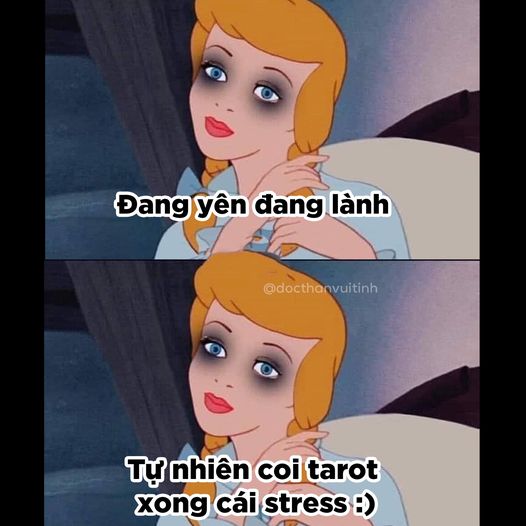 Đang yên đang lành
@docthanvuitinh
Tự nhiên coi tarot
xong cái stress :)